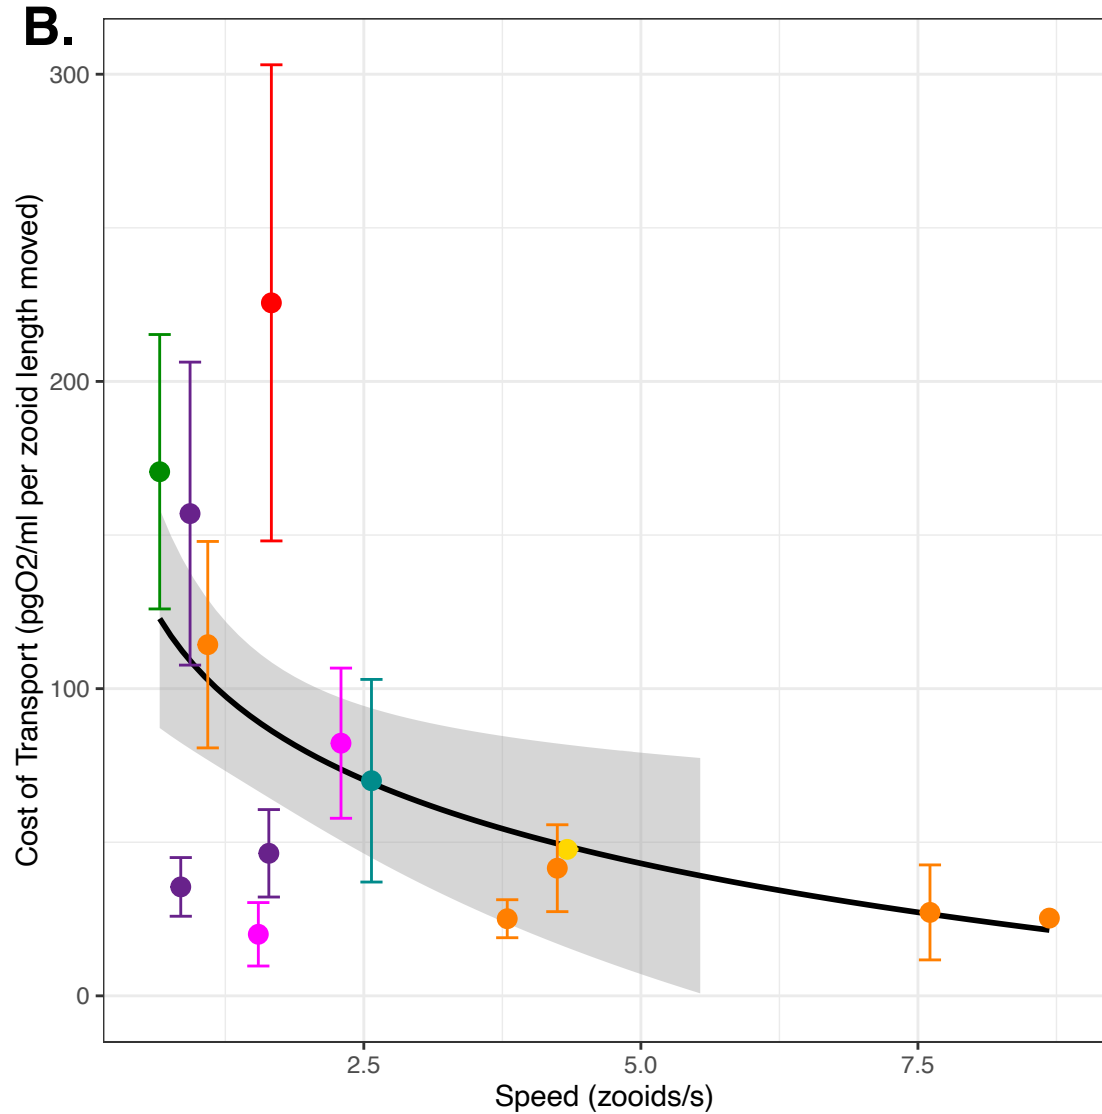 B.
Cost of Transport (pgO2/ml per zooid length moved)
300
200
100
0
2.5 5.0 7.5
Speed (zooids/s)